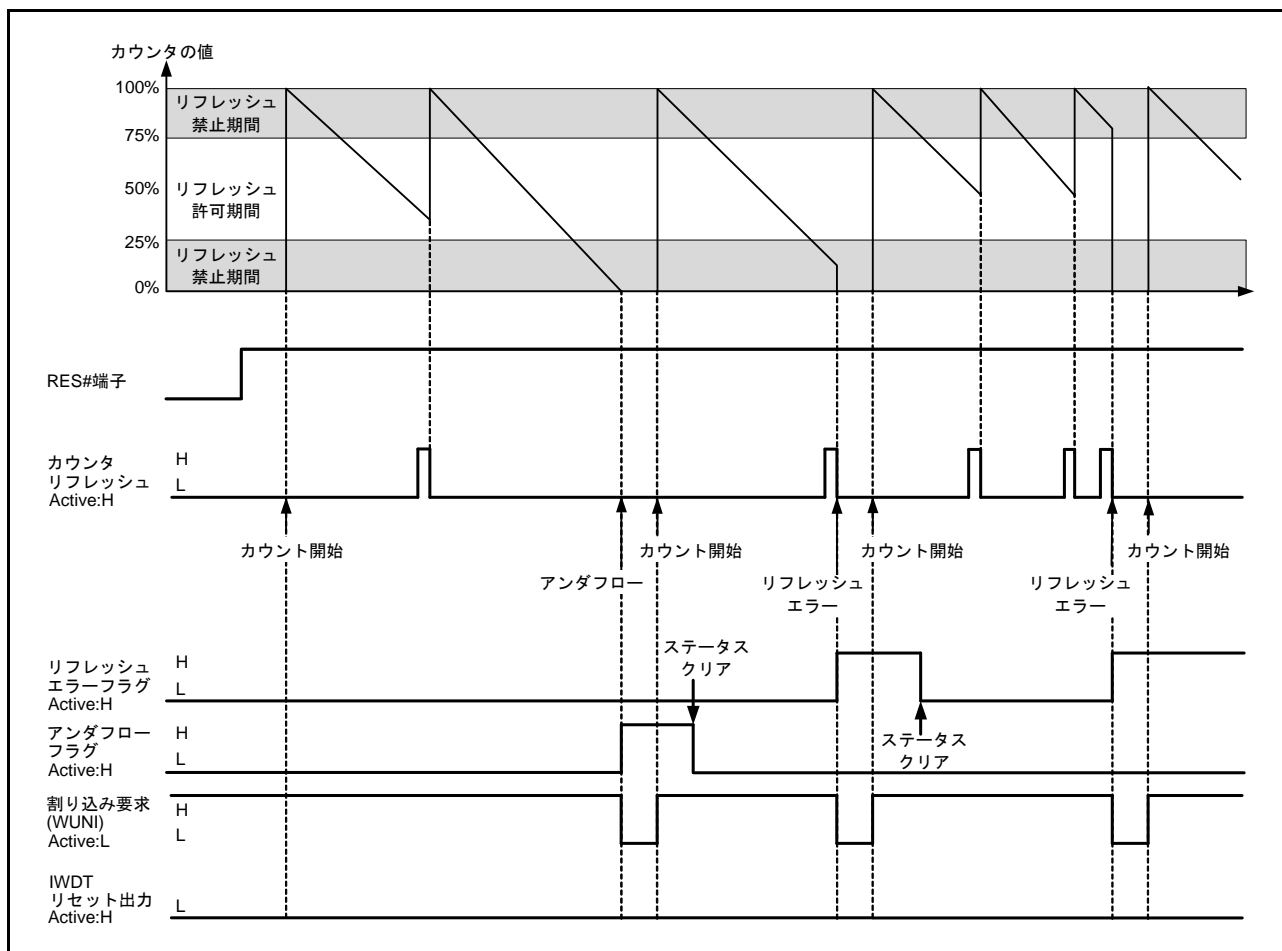 カウンタの値
100%
リフレッシュ
禁止期間
75%
50%
リフレッシュ
許可期間
25%
リフレッシュ
禁止期間
0%
RES#端子
カウンタ
リフレッシュ
Active:H
H
L
カウント開始
カウント開始
カウント開始
カウント開始
アンダフロー
リフレッシュ
エラー
リフレッシュ
エラー
リフレッシュ
エラーフラグ
Active:H
H
L
ステータス
クリア
ステータス
クリア
アンダフロー
フラグ
Active:H
H
L
割り込み要求
(WUNI)
Active:L
H
L
IWDT
リセット出力
Active:H
L